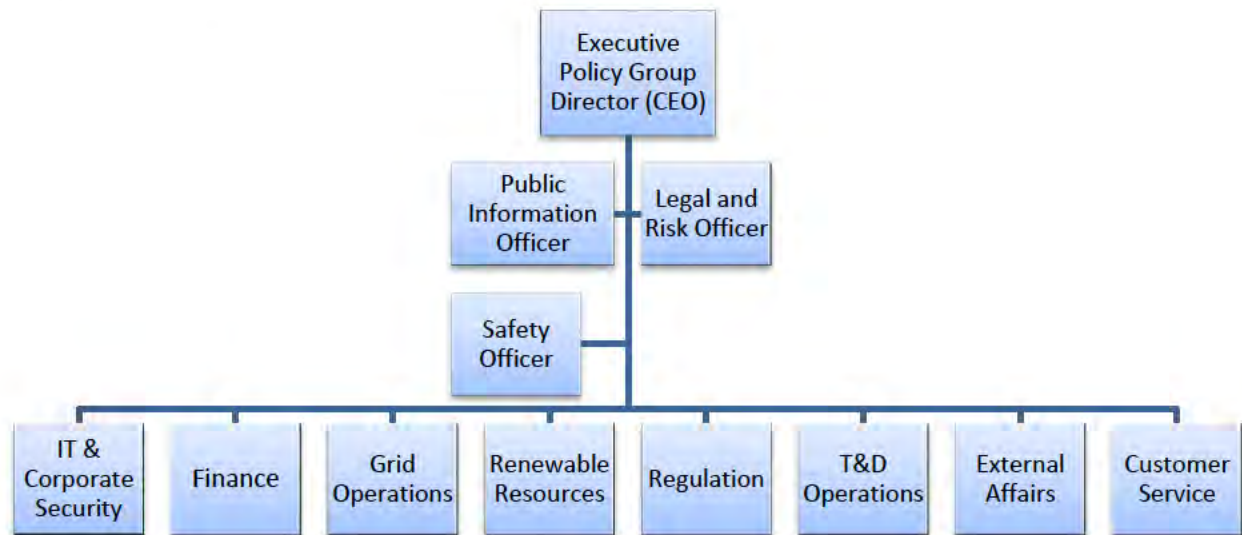 Executive
Policy Group
Director (CEO)
Public
Information
Officer
Legal and
Risk Officer
Safety
Officer
IT &
Corporate
Security
Finance
Grid
Operations
Renewable
Resources
Regulation
T&D
Operations
External
Affairs
Customer
Service